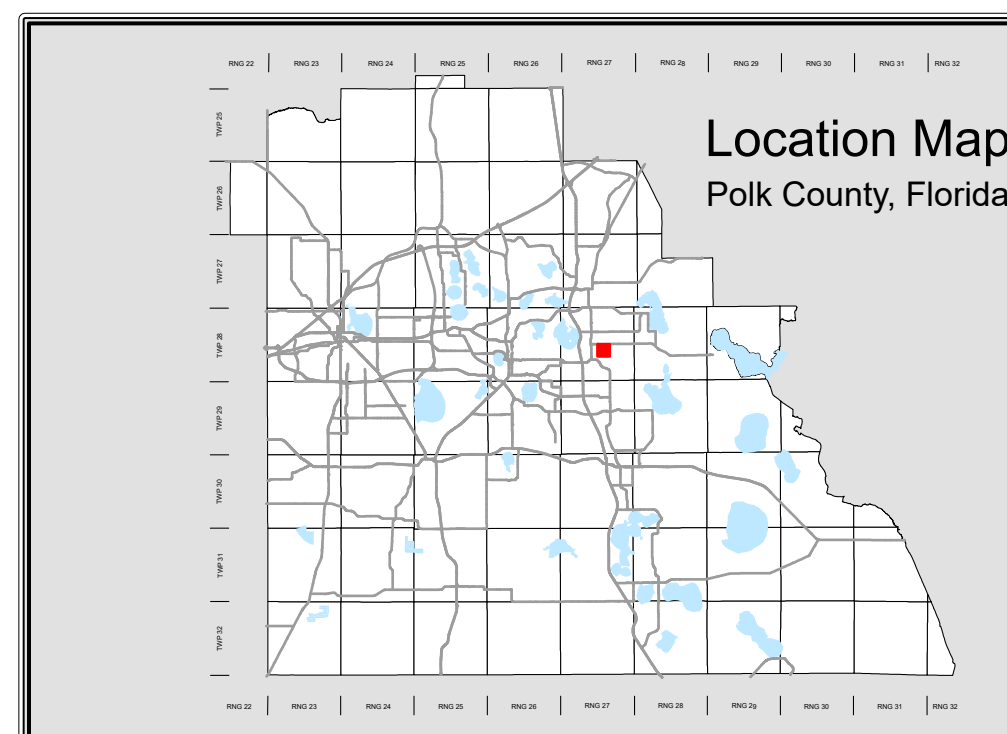 RNG 22 RNG 23 RNG 24 RNG 25 RNG 26 RNG 27 RNG 28 RNG 29 RNG 30 RNG 31 RNG 32
Location Map
Polk County, Florida
TWP 25
TWP 26
TWP 27
TWP 28
TWP 29
TWP 30
TWP 31
TWP 32
RNG 22 RNG 23 RNG 24 RNG 25 RNG 26 RNG 27 RNG 28 RNG 29 RNG 30 RNG 31 RNG 32